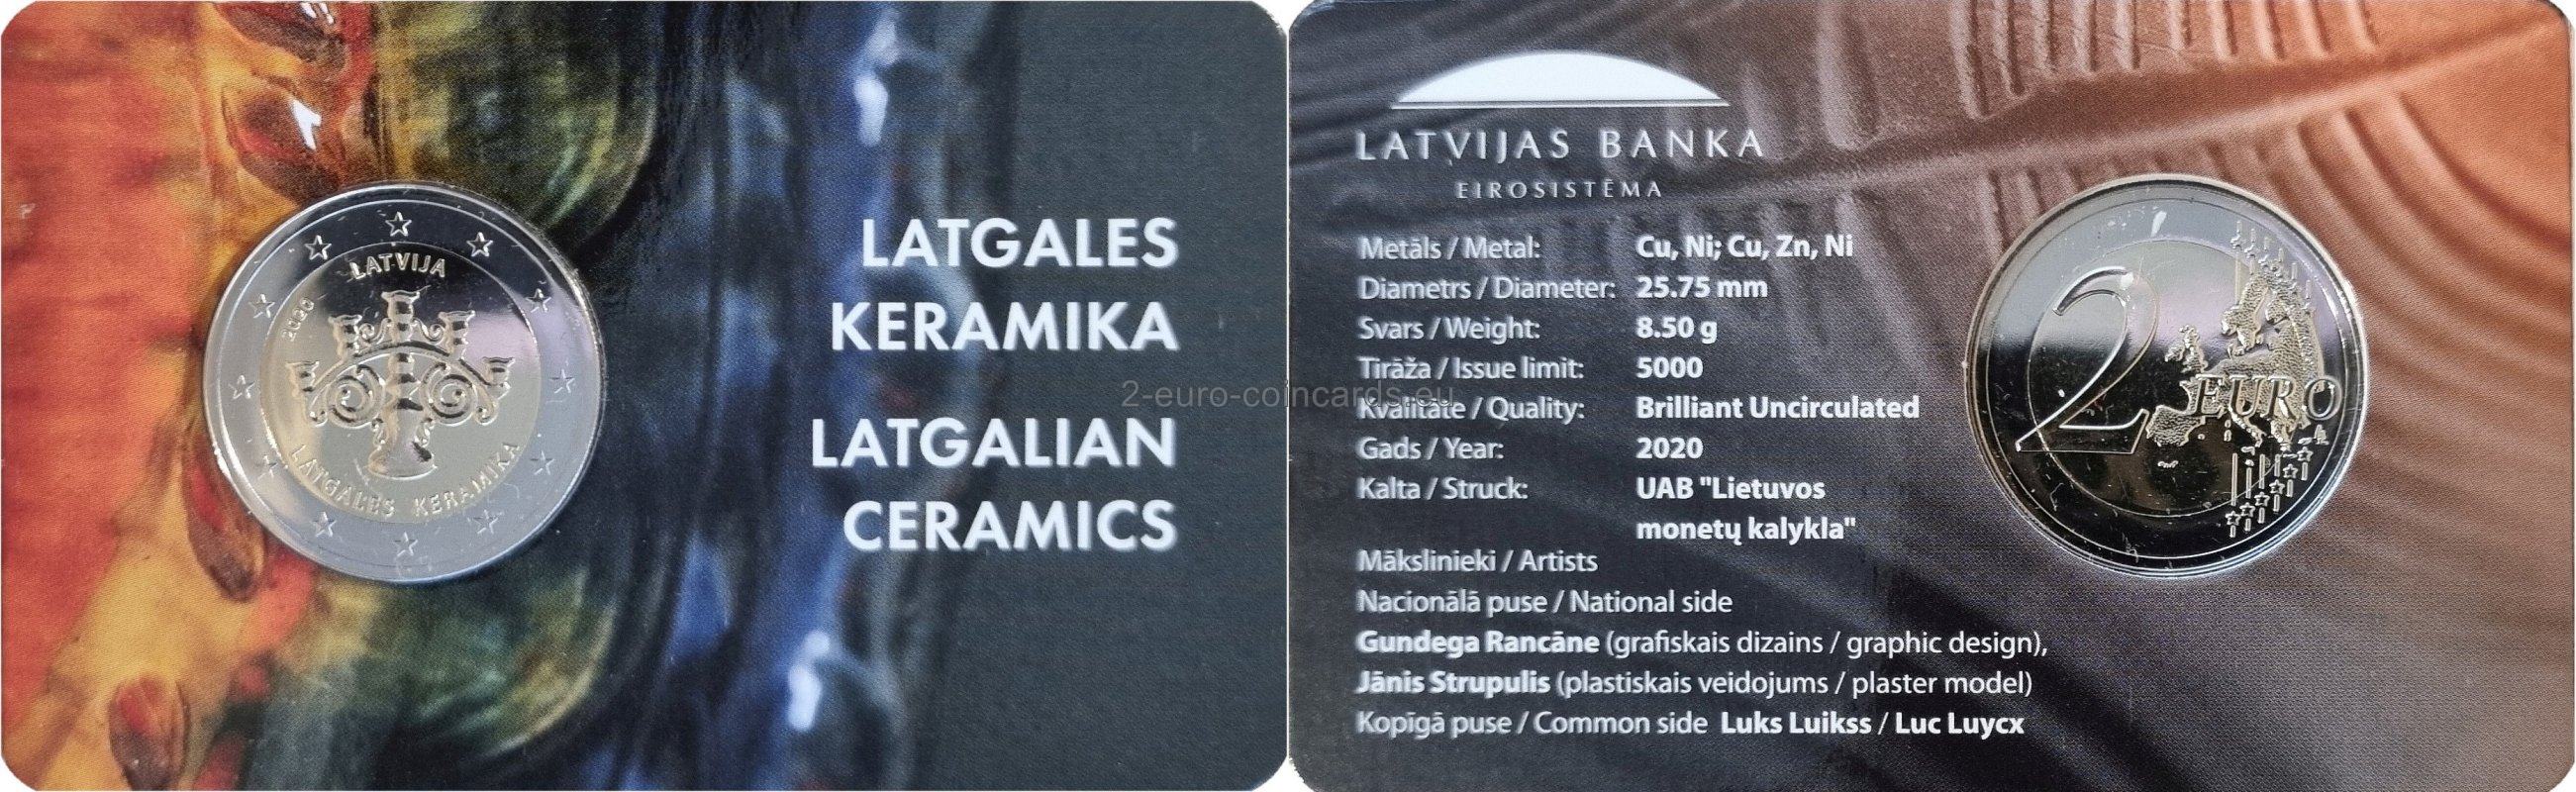 LATVIJA
2020
LATGALES KERAMIKA
LATGALES
KERAMIKA
LATGALIAN
CERAMICS
2-euro-coincards.eu
LATVIJAS BANKA
EIROSISTĒMA
Metāls / Metal: Cu, Ni; Cu, Zn, Ni
Diametrs / Diameter: 25.75 mm
Svars / Weight: 8.50 g
Tirāža / Issue limit: 5000
Kvalitāte / Quality: Brilliant Uncirculated
Gads / Year: 2020
Kalta / Struck: UAB "Lietuvos
monetų kalykla"
Mākslinieki / Artists
Nacionālā puse / National side
Gundega Rancāne (grafiskais dizains / graphic design),
Jānis Strupulis (plastiskais veidojums / plaster model)
Kopīgā puse / Common side Luks Luikss / Luc Luycx
2 EURO